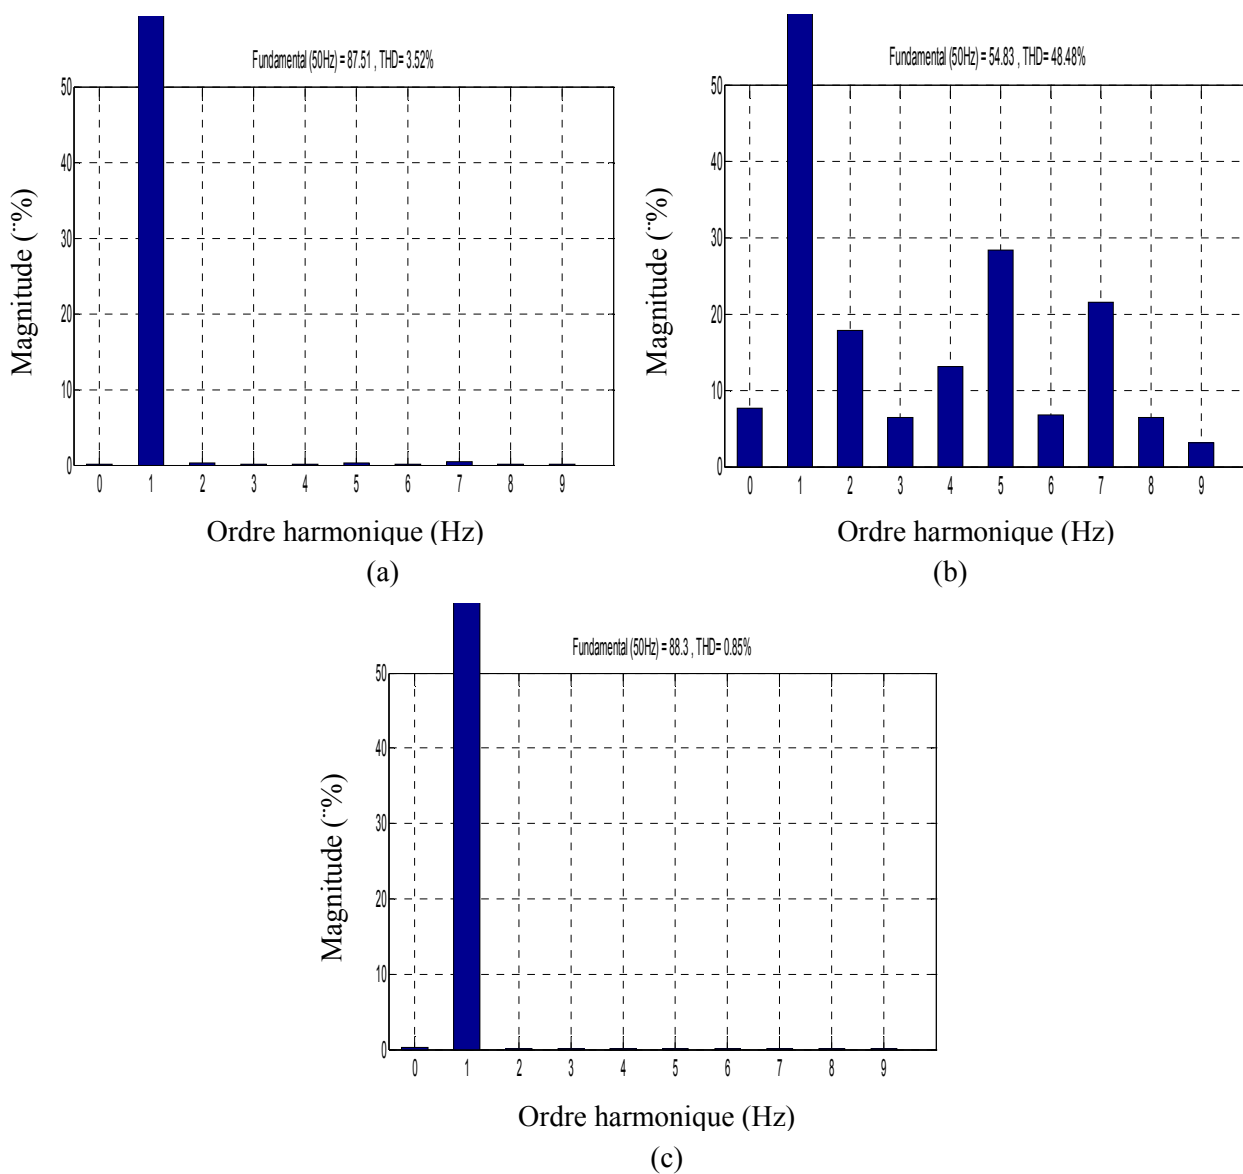 Fundamental (50Hz) = 87.51 , THD= 3.52%
50
40
30
20
10
0
Magnitude (¨%)
0 1 2 3 4 5 6 7 8 9
Ordre harmonique (Hz)
(a)
Fundamental (50Hz) = 54.83 , THD= 48.48%
50
40
30
20
10
0
Magnitude (¨%)
0 1 2 3 4 5 6 7 8 9
Ordre harmonique (Hz)
(b)
Fundamental (50Hz) = 88.3 , THD= 0.85%
50
40
30
20
10
0
Magnitude (¨%)
0 1 2 3 4 5 6 7 8 9
Ordre harmonique (Hz)
(c)